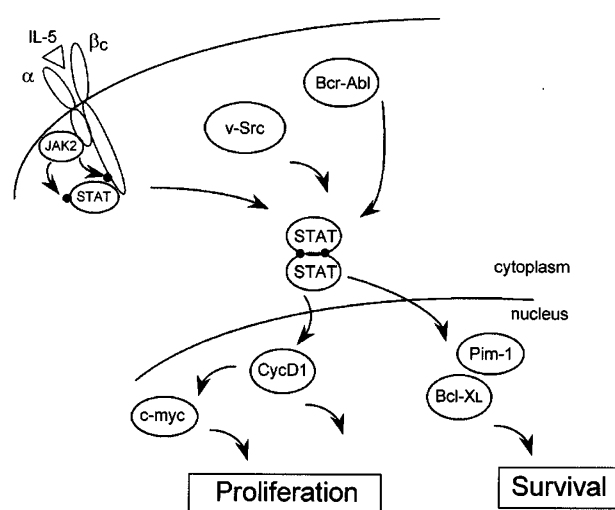 IL-5
βc
α
Bcr-Abl
v-Src
JAK2
STAT
STAT
STAT
cytoplasm
nucleus
Pim-1
CycD1
Bcl-XL
c-myc
Proliferation
Survival